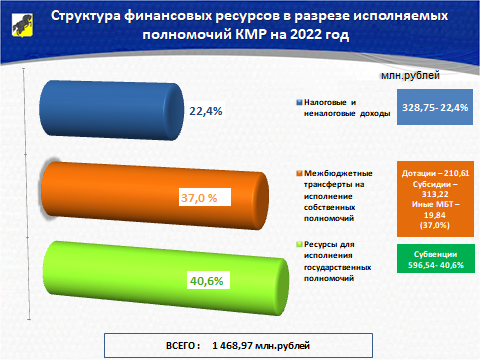 Структура финансовых ресурсов в разрезе исполняемых
полномочий КМР на 2022 год
млн.рублей
22,4%
Налоговые и
неналоговые доходы
328,75- 22,4%
37,0 %
Межбюджетные
трансферты на
исполнение
собственных
полномочий
Дотации – 210,61
Субсидии –
313,22
Иные МБТ –
19,84
(37,0%)
40,6%
Ресурсы для
исполнения
государственных
полномочий
Субвенции
596,54- 40,6%
ВСЕГО : 1 468,97 млн.рублей